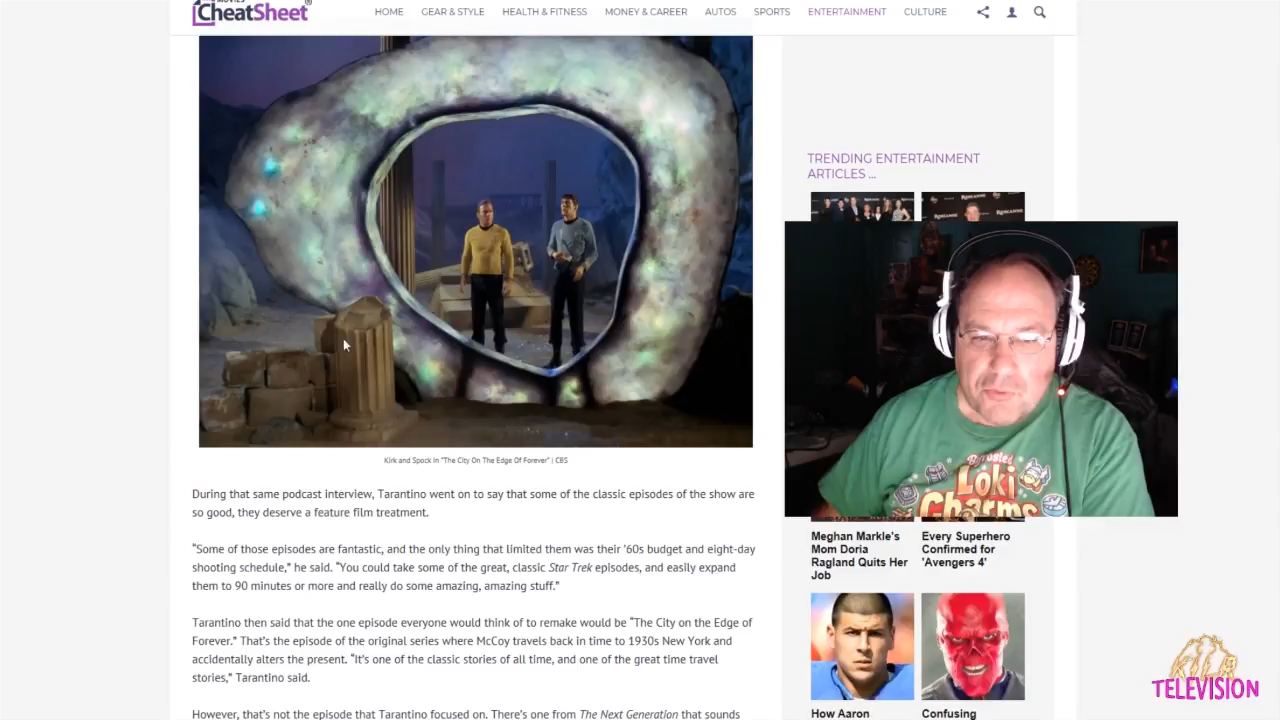 CheatSheet
HOME GEAR & STYLE HEALTH & FITNESS MONEY & CAREER AUTOS SPORTS ENTERTAINMENT CULTURE
TRENDING ENTERTAINMENT
ARTICLES ...
Kirk and Spock in "The City On The Edge Of Forever" | CBS
During that same podcast interview, Tarantino went on to say that some of the classic episodes of the show are
so good, they deserve a feature film treatment.
“Some of those episodes are fantastic, and the only thing that limited them was their ’60s budget and eight-day
shooting schedule,” he said. “You could take some of the great, classic Star Trek episodes, and easily expand
them to 90 minutes or more and really do some amazing, amazing stuff.”
Tarantino then said that the one episode everyone would think of to remake would be “The City on the Edge of
Forever.” That’s the episode of the original series where McCoy travels back in time to 1930s New York and
accidentally alters the present. “It’s one of the classic stories of all time, and one of the great time travel
stories,” Tarantino said.
However, that’s not the episode that Tarantino focused on. There’s one from The Next Generation that sounds
Loki
Charms
Meghan Markle's
Mom Doria
Ragland Quits Her
Job
Every Superhero
Confirmed for
'Avengers 4'
How Aaron
Confusing
TELEVISION